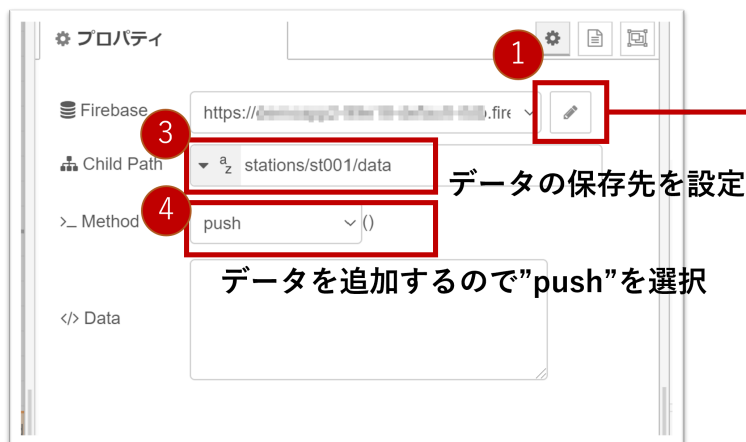 プロパティ
1
Firebase
https:// .fire
3
Child Path
az stations/st001/data
データの保存先を設定
4
>_ Method
push
()
データを追加するので”push”を選択
</> Data